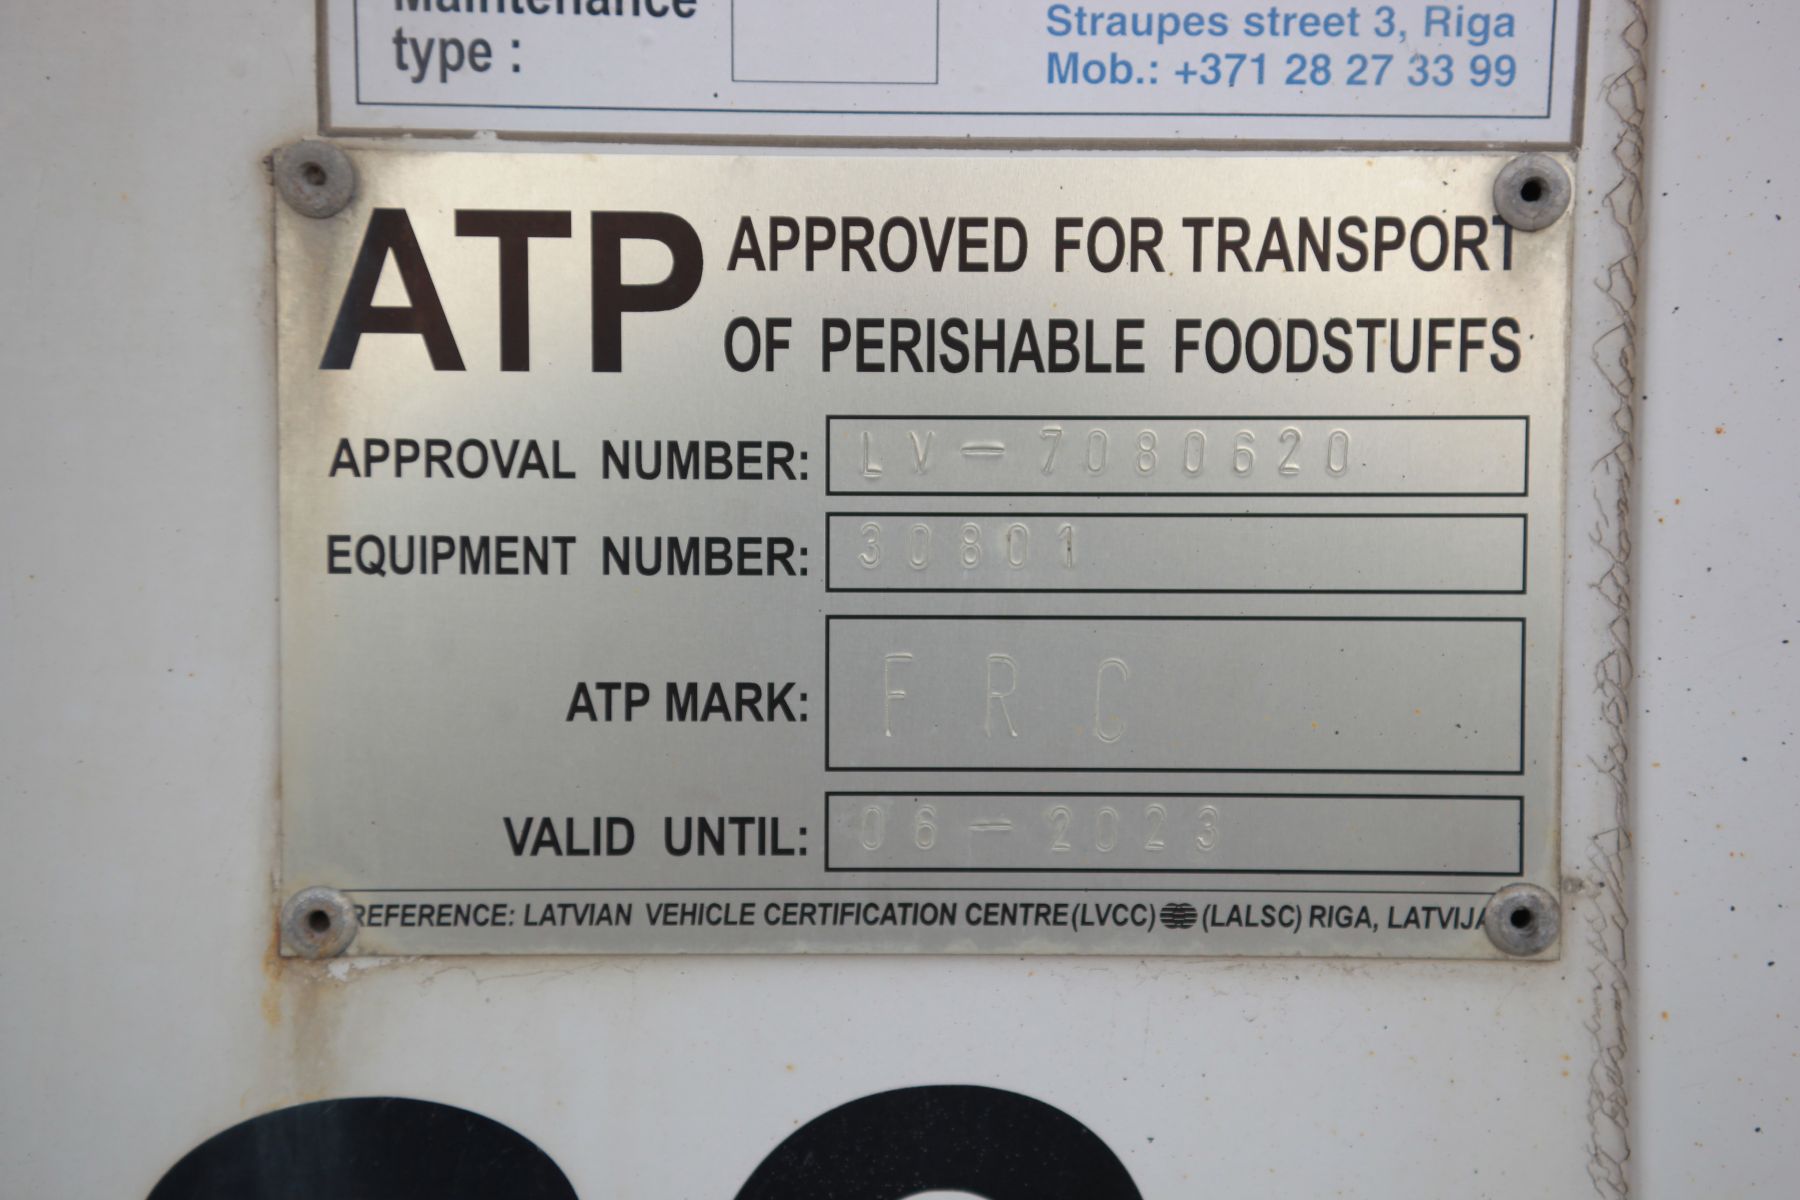 Maintenance
type :
Straupes street 3, Riga
Mob.: +371 28 27 33 99
ATP APPROVED FOR TRANSPORT
OF PERISHABLE FOODSTUFFS
APPROVAL NUMBER: LV-7080620
EQUIPMENT NUMBER: 30801
ATP MARK: FRC
VALID UNTIL: 06-2023
REFERENCE: LATVIAN VEHICLE CERTIFICATION CENTRE (LVCC) (LALSC) RIGA, LATVIJA